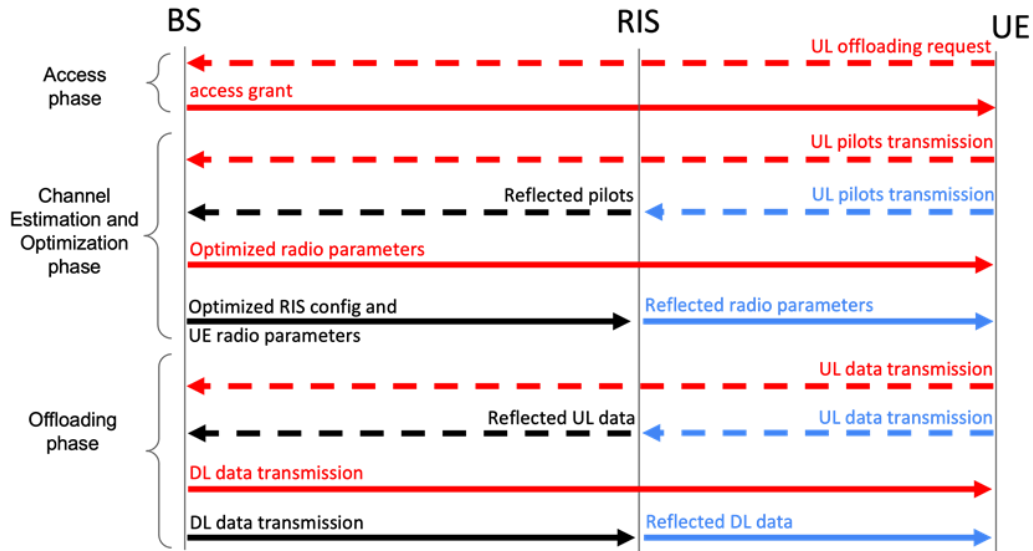 BS
RIS
UE
Access
phase
UL offloading request
access grant
Channel
Estimation and
Optimization
phase
UL pilots transmission
Reflected pilots
UL pilots transmission
Optimized radio parameters
Optimized RIS config and
UE radio parameters
Reflected radio parameters
Offloading
phase
UL data transmission
Reflected UL data
UL data transmission
DL data transmission
DL data transmission
Reflected DL data